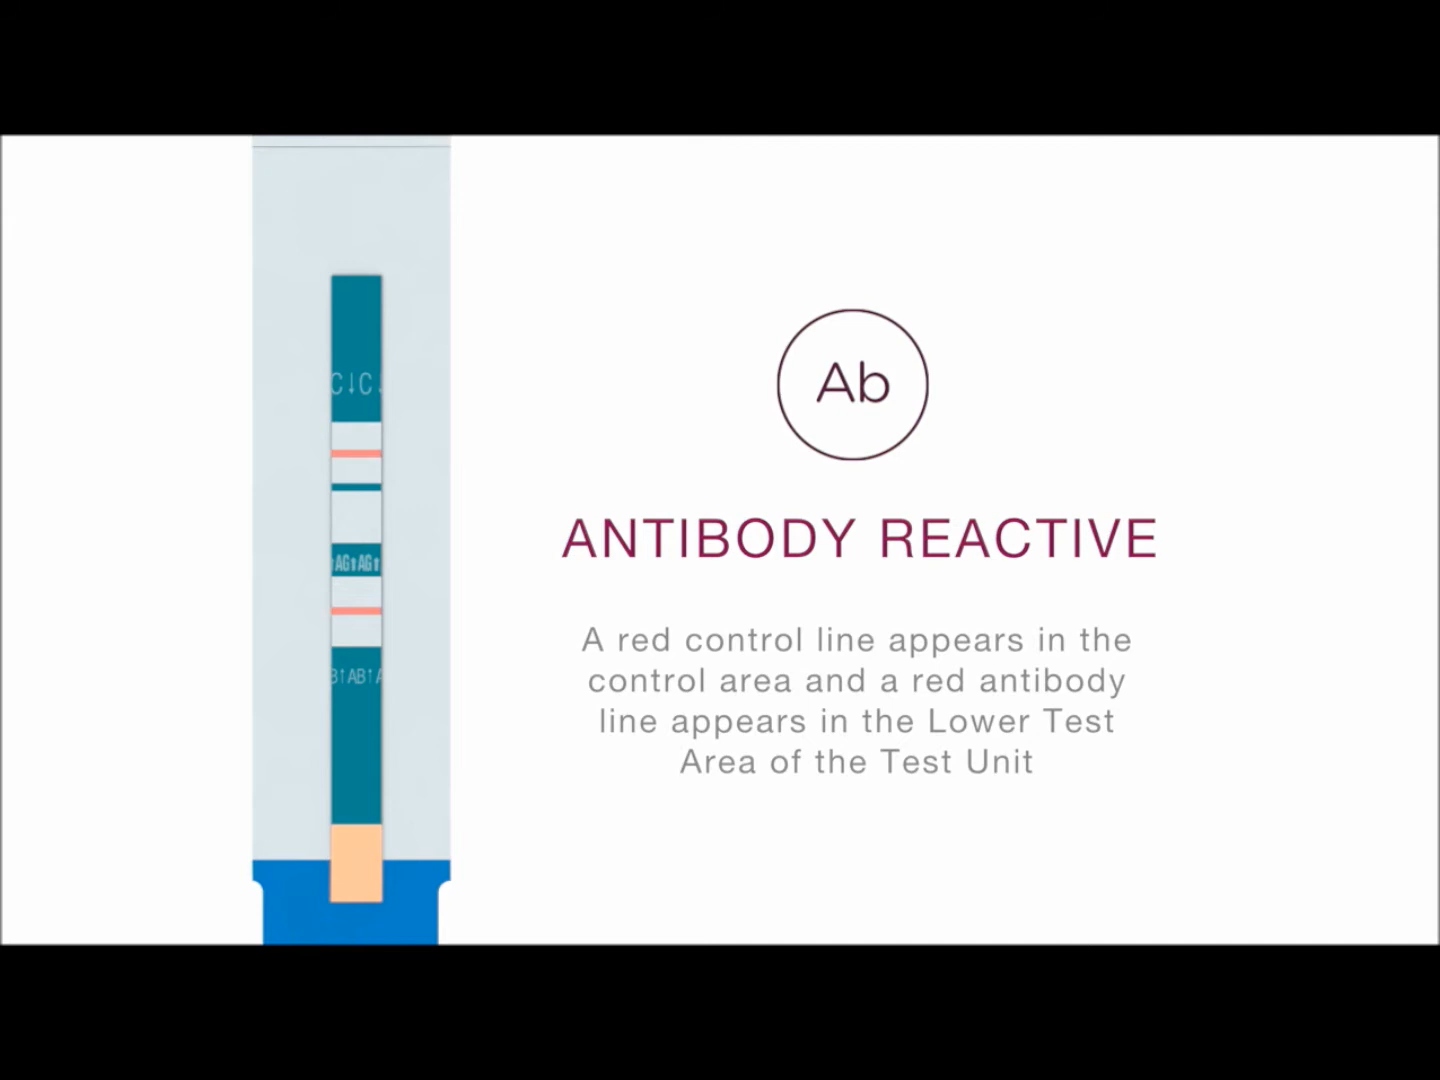 C↓C↓
↑AG↑AG↑
B↑AB↑A
Ab
ANTIBODY REACTIVE
A red control line appears in the
control area and a red antibody
line appears in the Lower Test
Area of the Test Unit